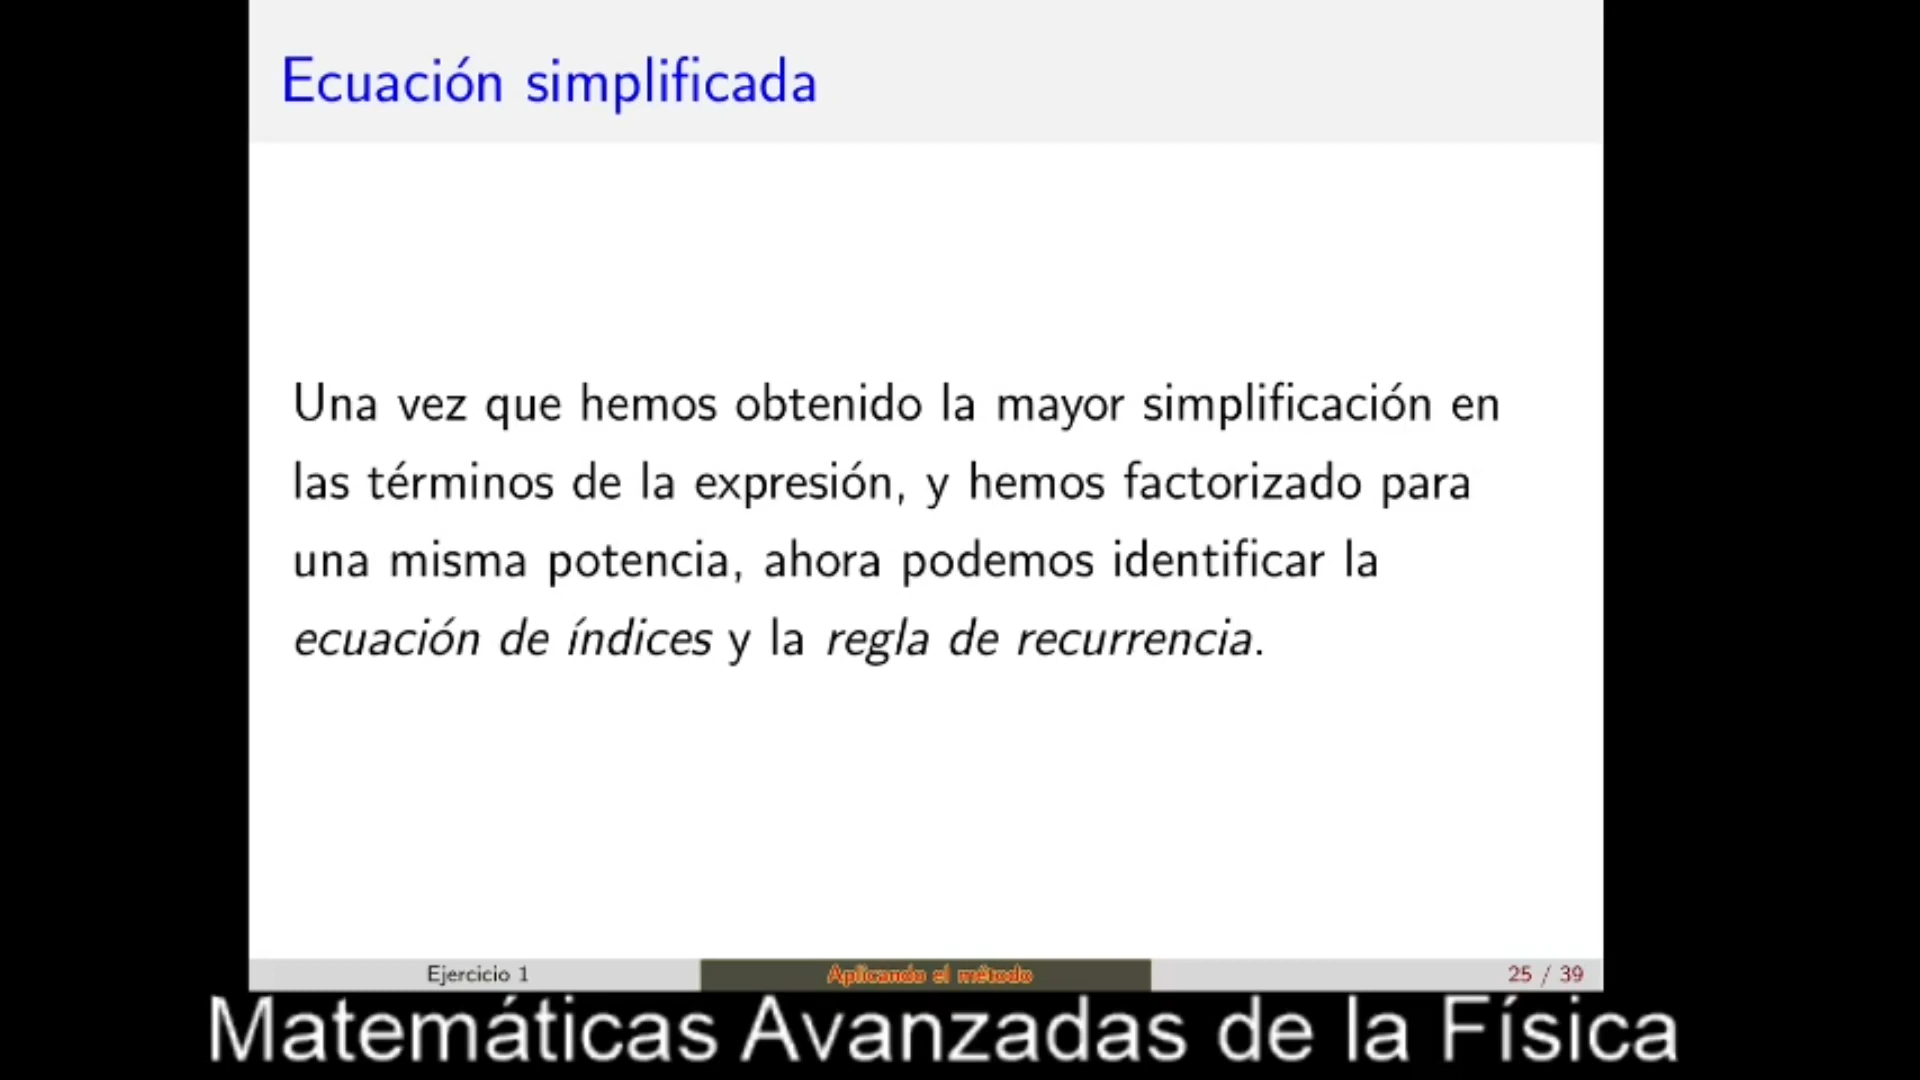 Ecuación simplificada
Una vez que hemos obtenido la mayor simplificación en
las términos de la expresión, y hemos factorizado para
una misma potencia, ahora podemos identificar la
ecuación de índices y la regla de recurrencia.
Ejercicio 1
Aplicando el método
25 / 39
Matemáticas Avanzadas de la Física